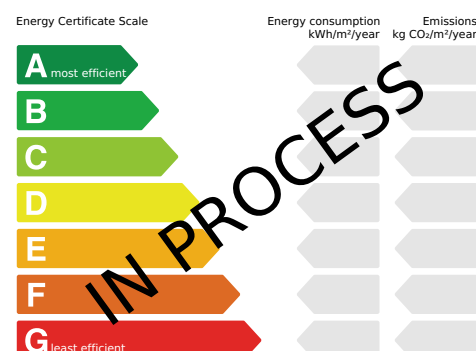 Energy Certificate Scale
Energy consumption
kWh/m²/year
Emissions
kg CO₂/m²/year
A most efficient
B
C
D
E
F
G least efficient
IN PROCESS